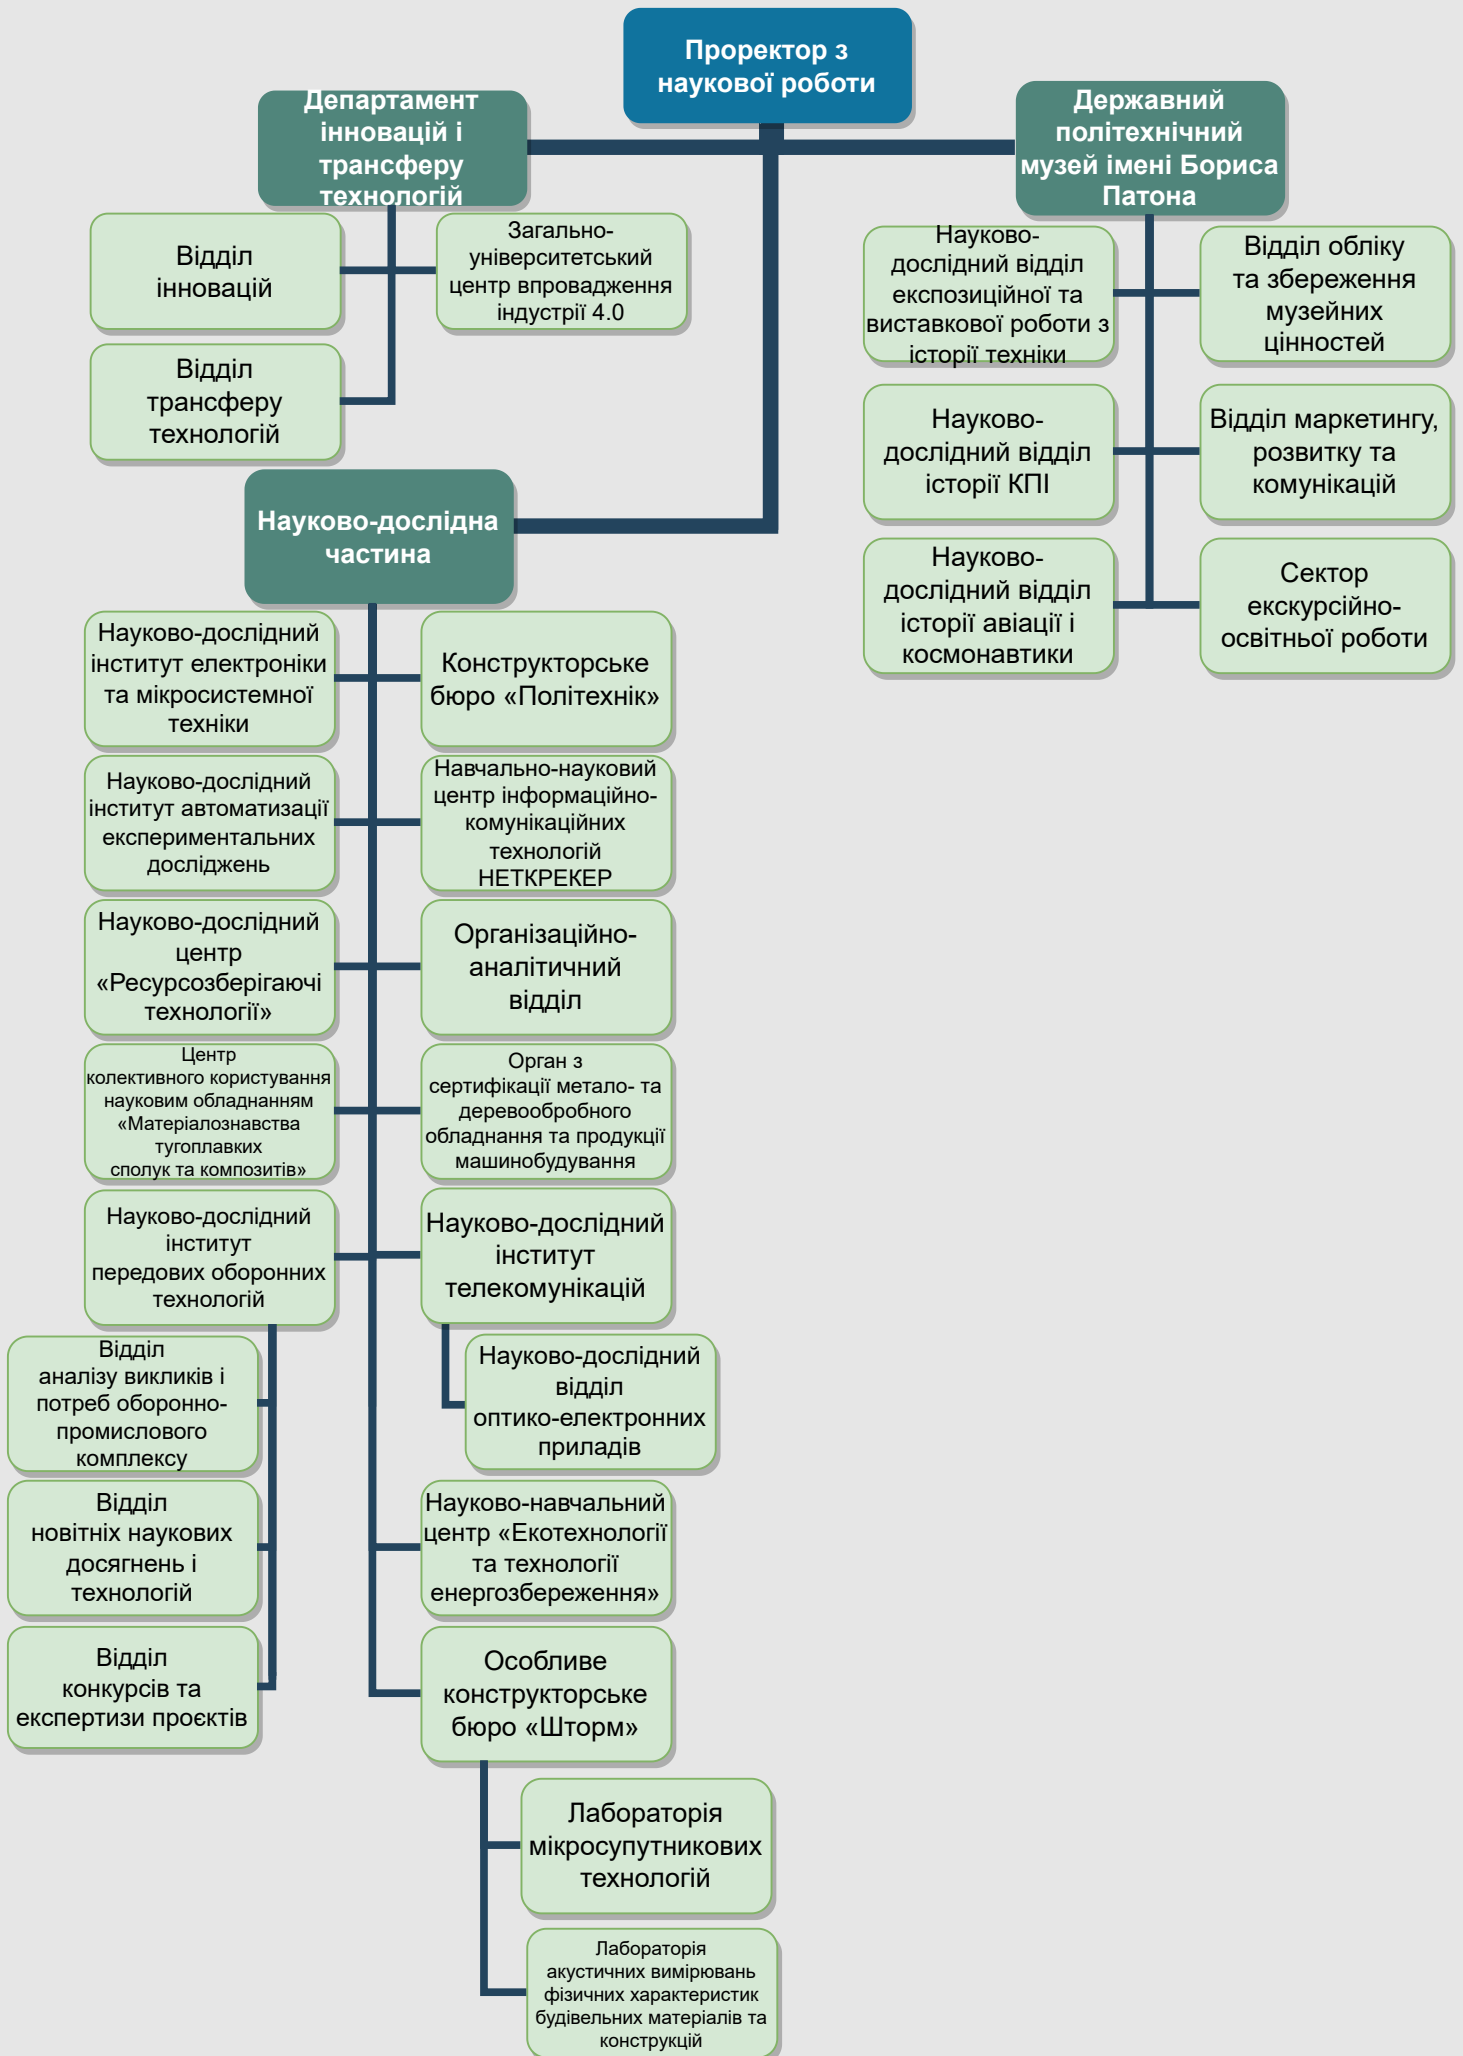 Проректор з
наукової роботи
Департамент
інновацій і
трансферу
технологій
Державний
політехнічний
музей імені Бориса
Патона
Відділ
інновацій
Загально-
університетський
центр впровадження
індустрії 4.0
Відділ
трансферу
технологій
Науково-
дослідний відділ
експозиційної та
виставкової роботи з
історії техніки
Відділ обліку
та збереження
музейних
цінностей
Науково-
дослідний відділ
історії КПІ
Відділ маркетингу,
розвитку та
комунікацій
Науково-
дослідний відділ
історії авіації і
космонавтики
Сектор
екскурсійно-
освітньої роботи
Науково-дослідна
частина
Науково-дослідний
інститут електроніки
та мікросистемної
техніки
Конструкторське
бюро «Політехнік»
Науково-дослідний
інститут автоматизації
експериментальних
досліджень
Навчально-науковий
центр інформаційно-
комунікаційних
технологій
НЕТКРЕКЕР
Науково-дослідний
центр
«Ресурсозберігаючі
технології»
Організаційно-
аналітичний
відділ
Центр
колективного користування
науковим обладнанням
«Матеріалознавства
тугоплавких
сполук та композитів»
Орган з
сертифікації метало- та
деревообробного
обладнання та продукції
машинобудування
Науково-дослідний
інститут
передових оборонних
технологій
Науково-дослідний
інститут
телекомунікацій
Відділ
аналізу викликів і
потреб оборонно-
промислового
комплексу
Науково-дослідний
відділ
оптико-електронних
приладів
Відділ
новітніх наукових
досягнень і
технологій
Науково-навчальний
центр «Екотехнології
та технології
енергозбереження»
Відділ
конкурсів та
експертизи проєктів
Особливе
конструкторське
бюро «Шторм»
Лабораторія
мікросупутникових
технологій
Лабораторія
акустичних вимірювань
фізичних характеристик
будівельних матеріалів та
конструкцій